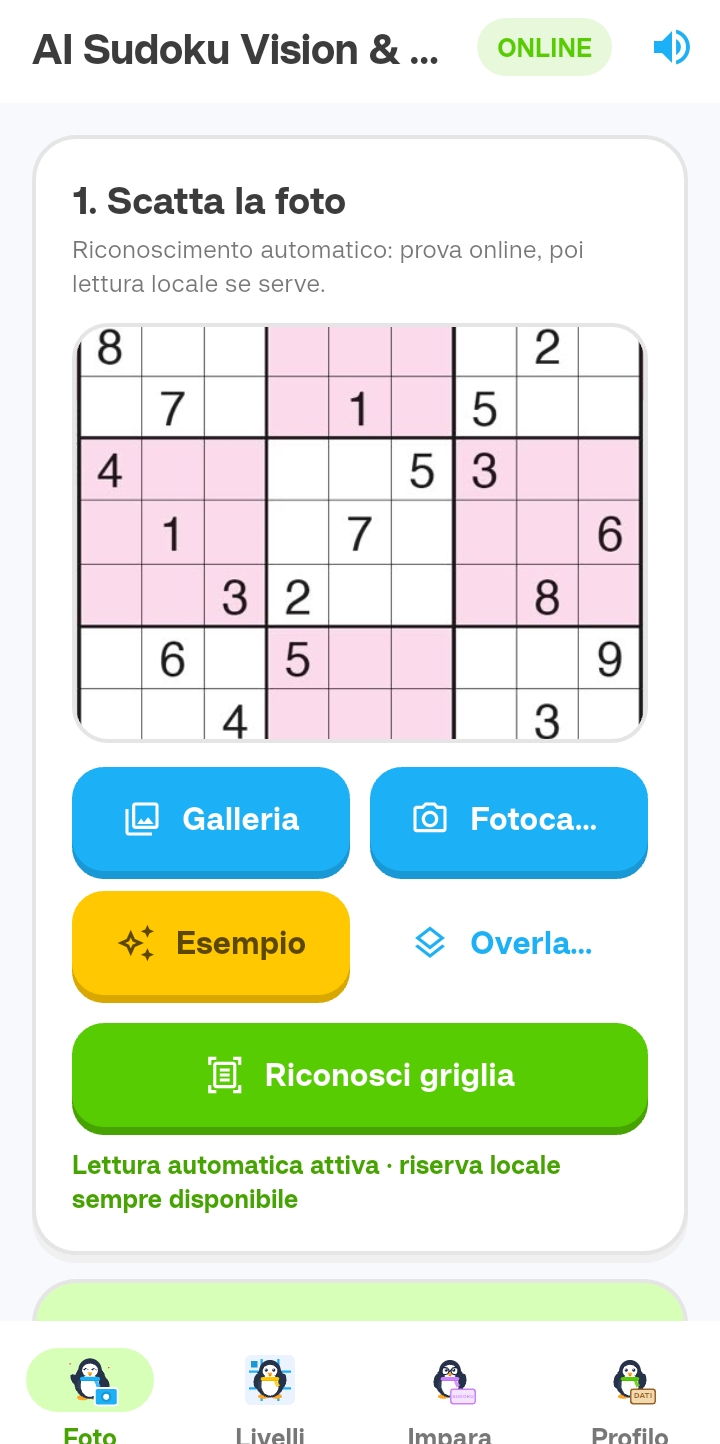 AI Sudoku Vision & ...
ONLINE
1. Scatta la foto
Riconoscimento automatico: prova online, poi
lettura locale se serve.
8 2
7 1 5
4 5 3
1 7 6
3 2 8
6 5 9
4 3
Galleria
Fotoca...
Esempio
Overla...
Riconosci griglia
Lettura automatica attiva · riserva locale
sempre disponibile
DATI
Foto
Livelli
Impara
Profilo